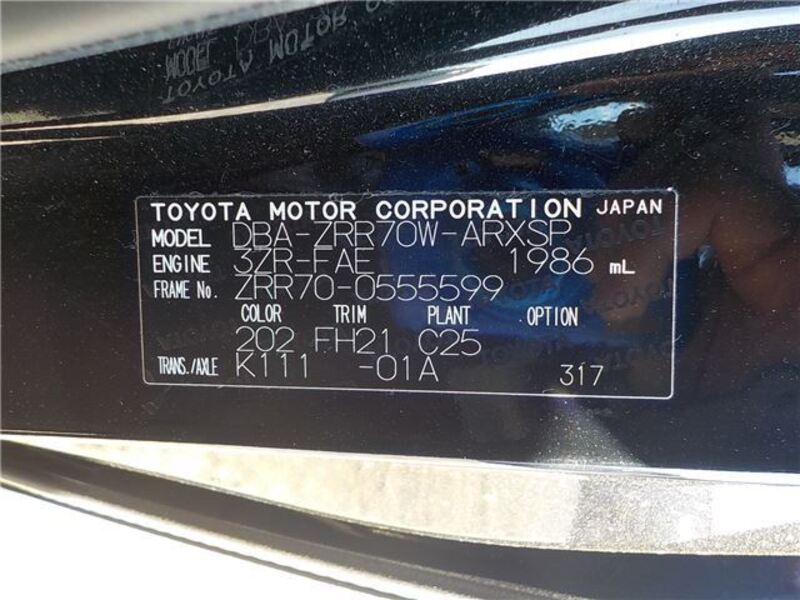 TOYOTA MOTOR CORPORATION JAPAN
MODEL DBA-ZRR70W-ARXSP
ENGINE 3ZR-FAE 1986 mL
FRAME No. ZRR70-0555599
COLOR TRIM PLANT OPTION
202 FH21 C25
TRANS./AXLE K111 -01A 317